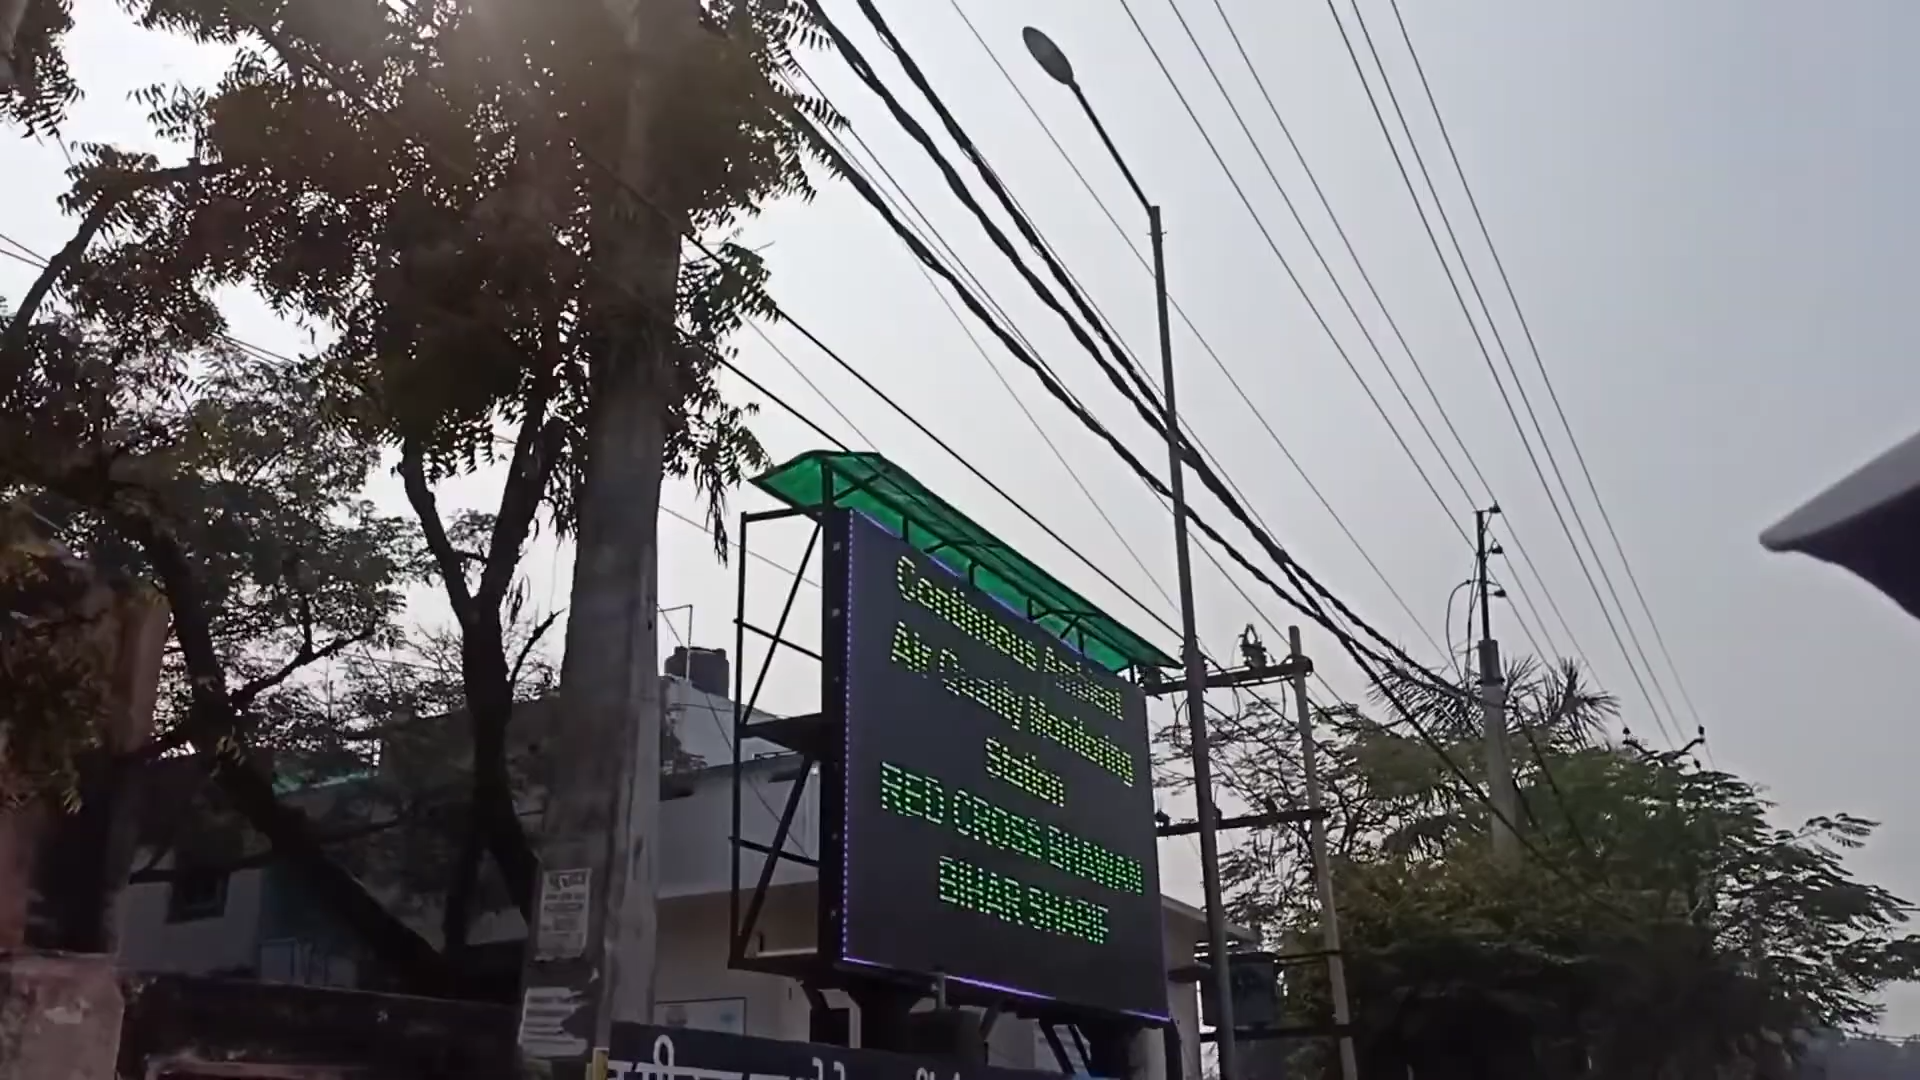 Continuous Ambient
Air Quality Monitoring
Station
RED CROSS BHAWAN
BIHAR SHARIF